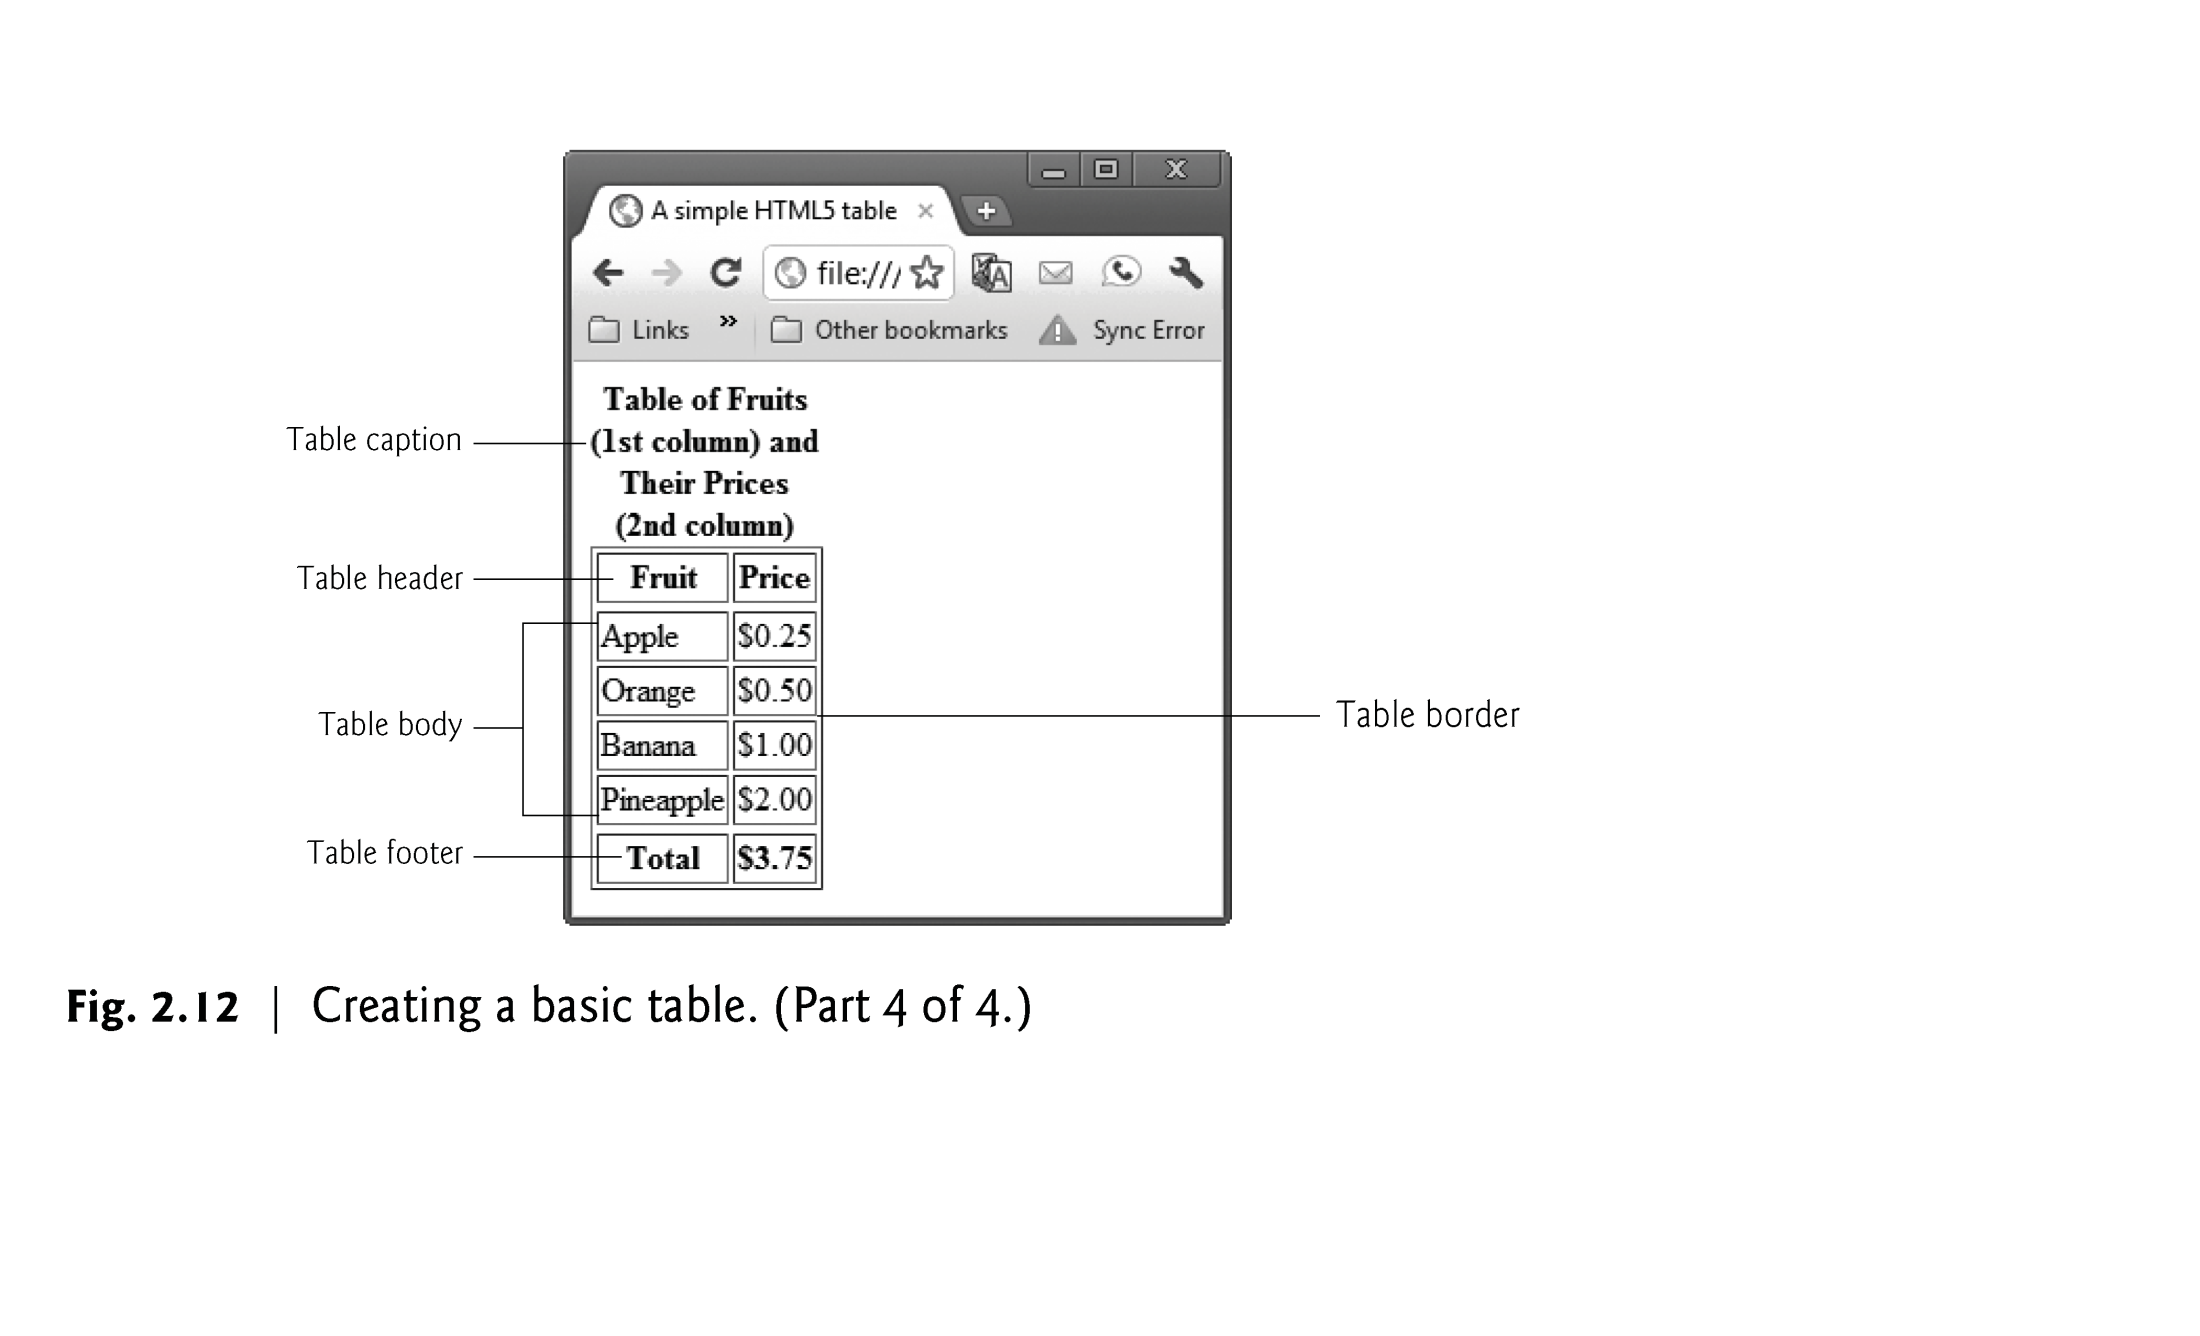 A simple HTML5 table
file:///
Links » Other bookmarks Sync Error
Table of Fruits
Table caption (1st column) and
Their Prices
(2nd column)
Table header Fruit Price
Apple $0.25
Orange $0.50
Table border
Table body
Banana $1.00
Pineapple $2.00
Table footer Total $3.75
Fig. 2.12 | Creating a basic table. (Part 4 of 4.)